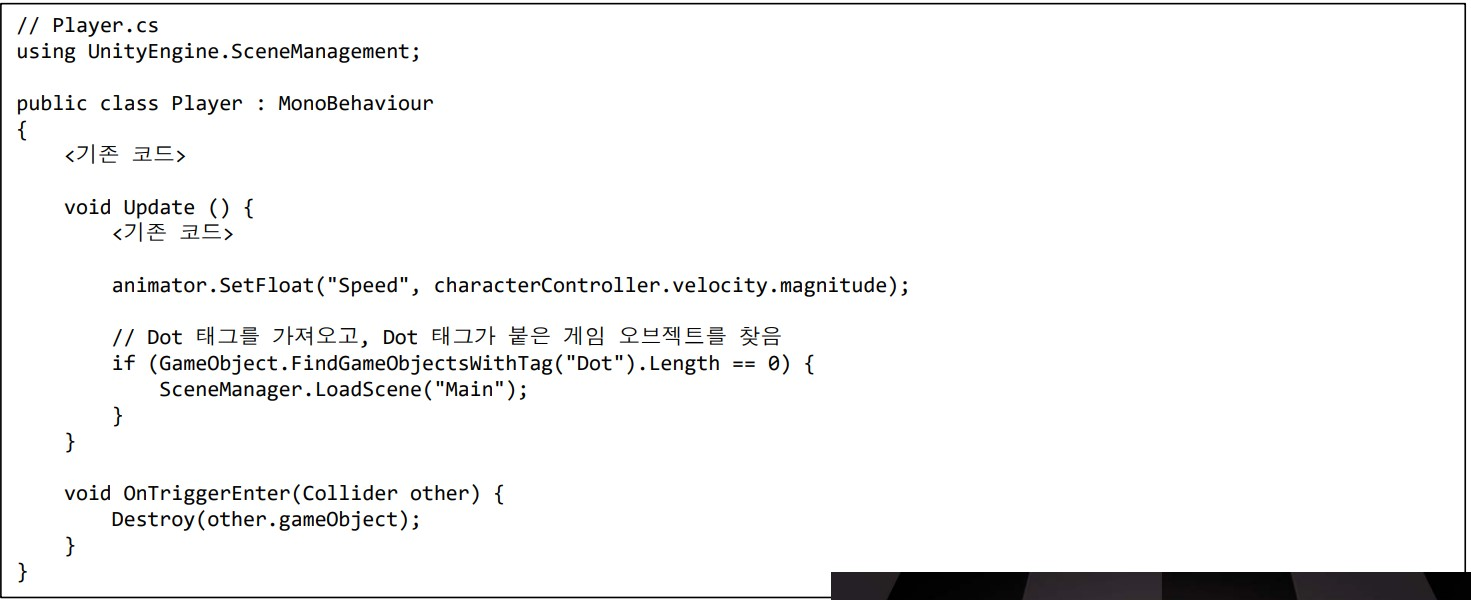 // Player.cs
using UnityEngine.SceneManagement;
public class Player : MonoBehaviour
{
<기존 코드>
void Update () {
<기존 코드>
animator.SetFloat("Speed", characterController.velocity.magnitude);
// Dot 태그를 가져오고, Dot 태그가 붙은 게임 오브젝트를 찾음
if (GameObject.FindGameObjectsWithTag("Dot").Length == 0) {
SceneManager.LoadScene("Main");
}
}
void OnTriggerEnter(Collider other) {
Destroy(other.gameObject);
}
}